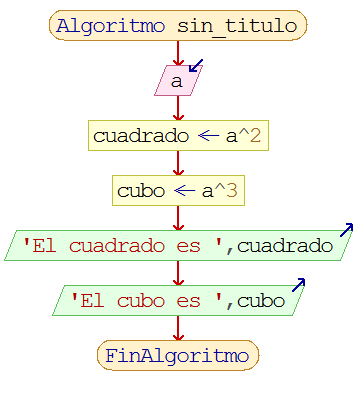 Algoritmo sin_titulo
a
cuadrado ← a^2
cubo ← a^3
'El cuadrado es ',cuadrado
'El cubo es ',cubo
FinAlgoritmo